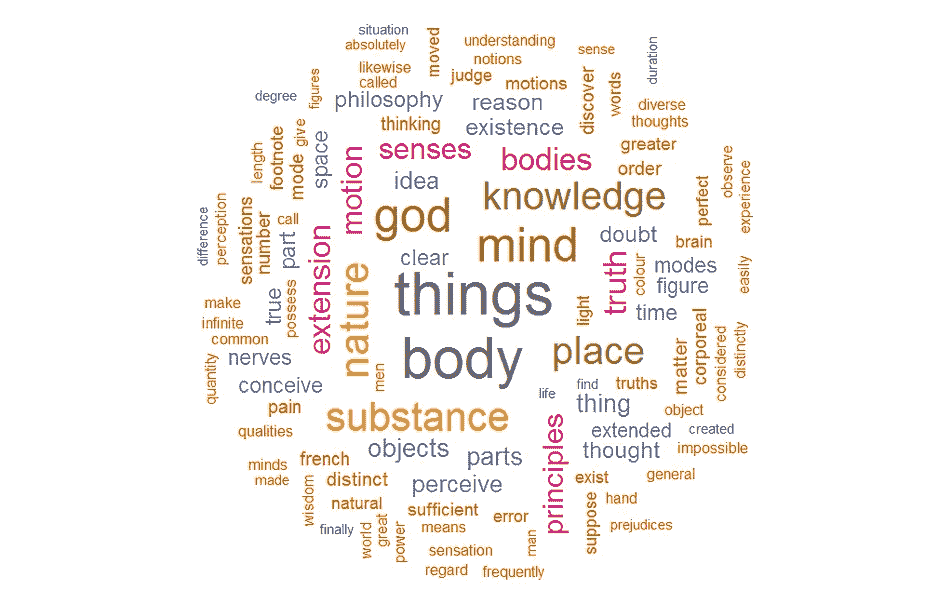 situation
absolutely
moved
understanding
notions
sense
duration
likewise
called
judge
motions
discover
words
degree
figures
philosophy
reason
diverse
thoughts
thinking
existence
greater
order
length
footnote
give
mode
space
motion
senses
bodies
idea
knowledge
perfect
observe
experience
difference
perception
sensations
number
call
part
god
mind
doubt
brain
clear
truth
colour
modes
figure
easily
make
infinite
common
true
possess
extension
nature
things
light
time
nerves
quantity
conceive
men
body
place
matter
corporeal
considered
distinctly
pain
qualities
substance
life
find
truths
thing
object
objects
parts
principles
extended
thought
created
impossible
minds
made
french
distinct
perceive
exist
general
wisdom
natural
sufficient
error
suppose
hand
prejudices
finally
world
great
power
means
man
sensation
regard
frequently